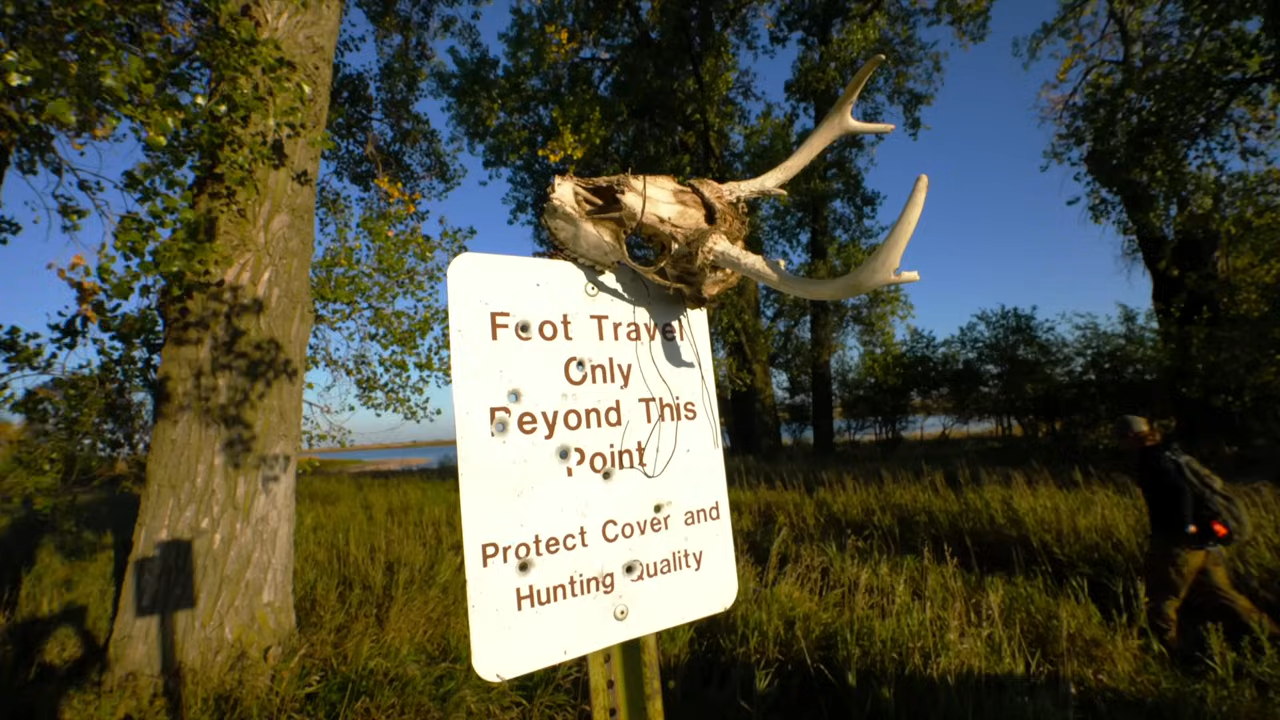 Foot Travel
Only
Beyond This
Point
Protect Cover and
Hunting Quality